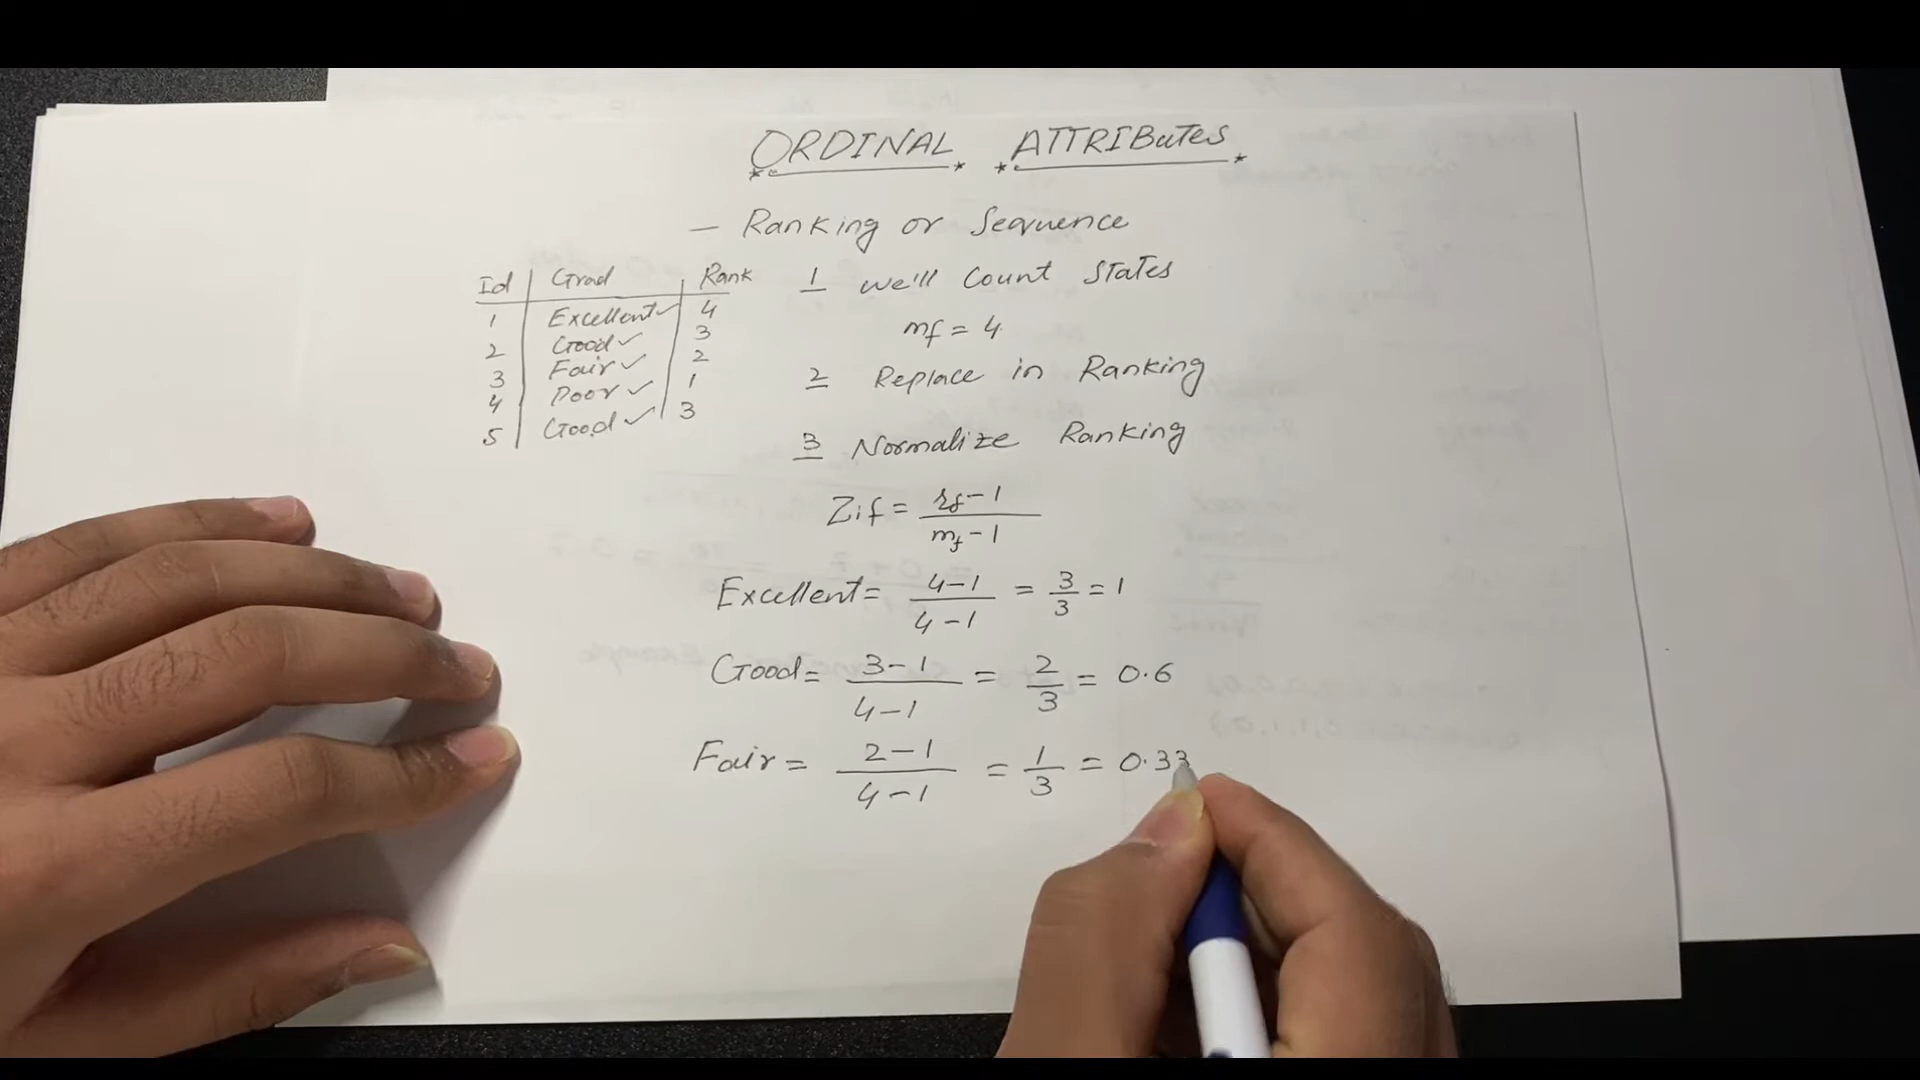 ORDINAL ATTRIBuTes
— Ranking or Sequence
Id Grad Rank
1 Excellent ✓ 4
2 Good ✓ 3
3 Fair ✓ 2
4 Poor ✓ 1
5 Good ✓ 3
1 we'll Count States
mf = 4
2 Replace in Ranking
3 Normalize Ranking
Zif = rf-1 / mf-1
Excellent = 4-1 / 4-1 = 3/3 = 1
Good = 3-1 / 4-1 = 2/3 = 0.6
Fair = 2-1 / 4-1 = 1/3 = 0.33